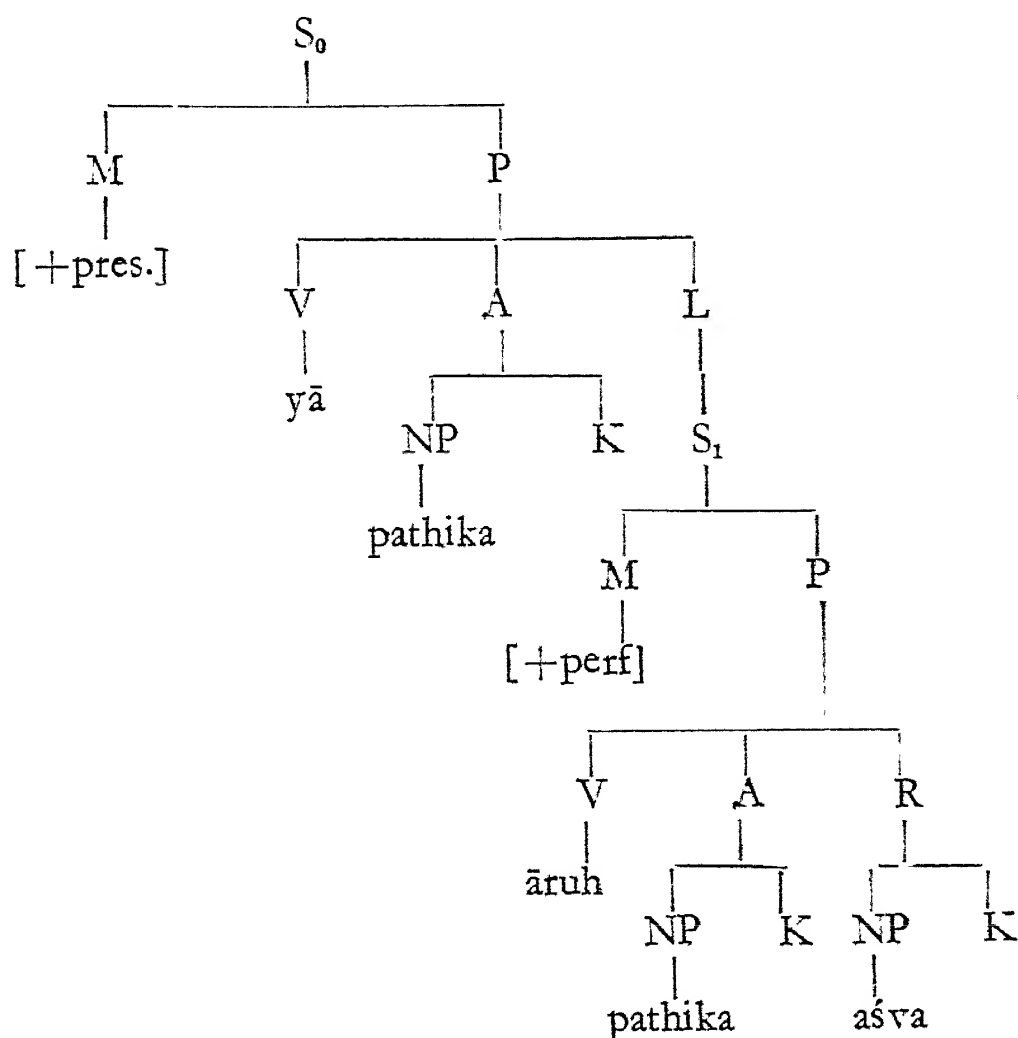 S₀
M P
[+pres.]
V A L
yā
NP K S₁
pathika
M P
[+perf]
V A R
āruh
NP K NP K
pathika aśva